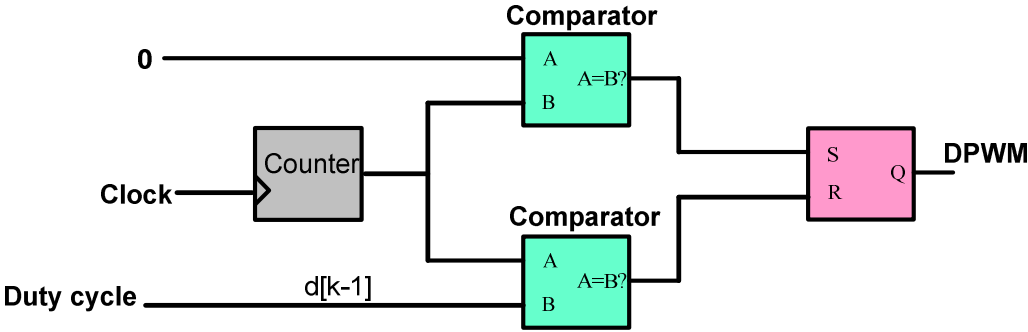 Comparator
0
A
A=B?
B
Counter
S
DPWM
Q
R
Clock
Comparator
A
A=B?
d[k-1]
Duty cycle
B